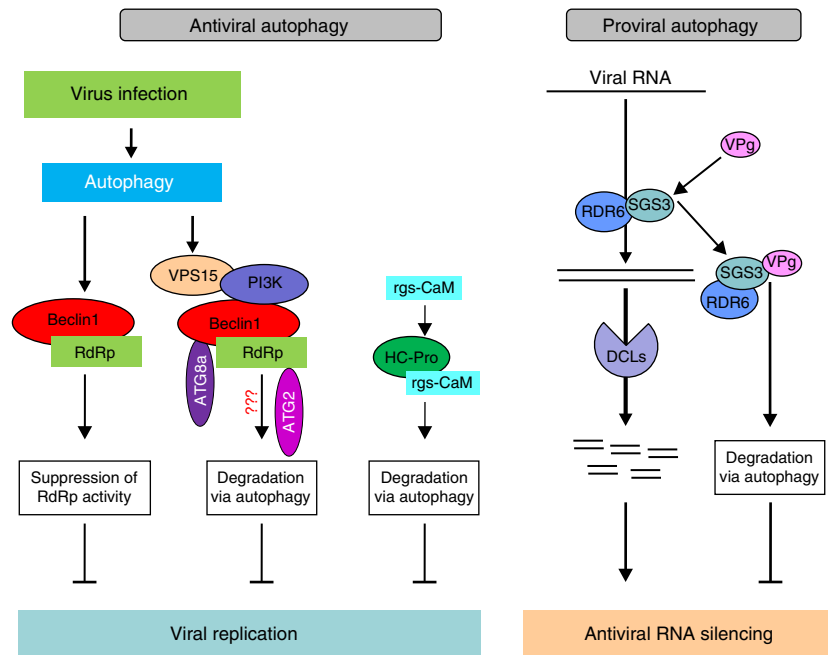 Antiviral autophagy
Proviral autophagy
Virus infection
Autophagy
VPS15
PI3K
Beclin1
RdRp
Beclin1
RdRp
ATG8a
???
ATG2
rgs-CaM
HC-Pro
rgs-CaM
Suppression of
RdRp activity
Degradation
via autophagy
Degradation
via autophagy
Viral replication
Viral RNA
VPg
RDR6
SGS3
SGS3
VPg
RDR6
DCLs
Degradation
via autophagy
Antiviral RNA silencing